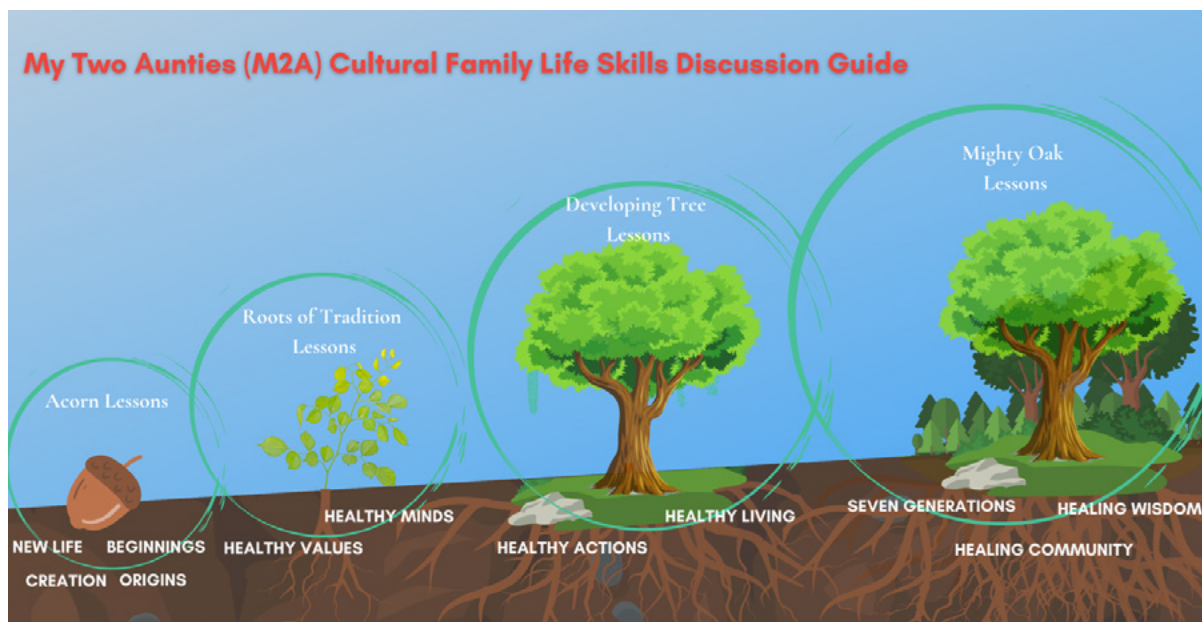 My Two Aunties (M2A) Cultural Family Life Skills Discussion Guide
Acorn Lessons
NEW LIFE
BEGINNINGS
CREATION
ORIGINS
Roots of Tradition
Lessons
HEALTHY MINDS
HEALTHY VALUES
Developing Tree
Lessons
HEALTHY LIVING
HEALTHY ACTIONS
Mighty Oak
Lessons
SEVEN GENERATIONS
HEALING WISDOM
HEALING COMMUNITY